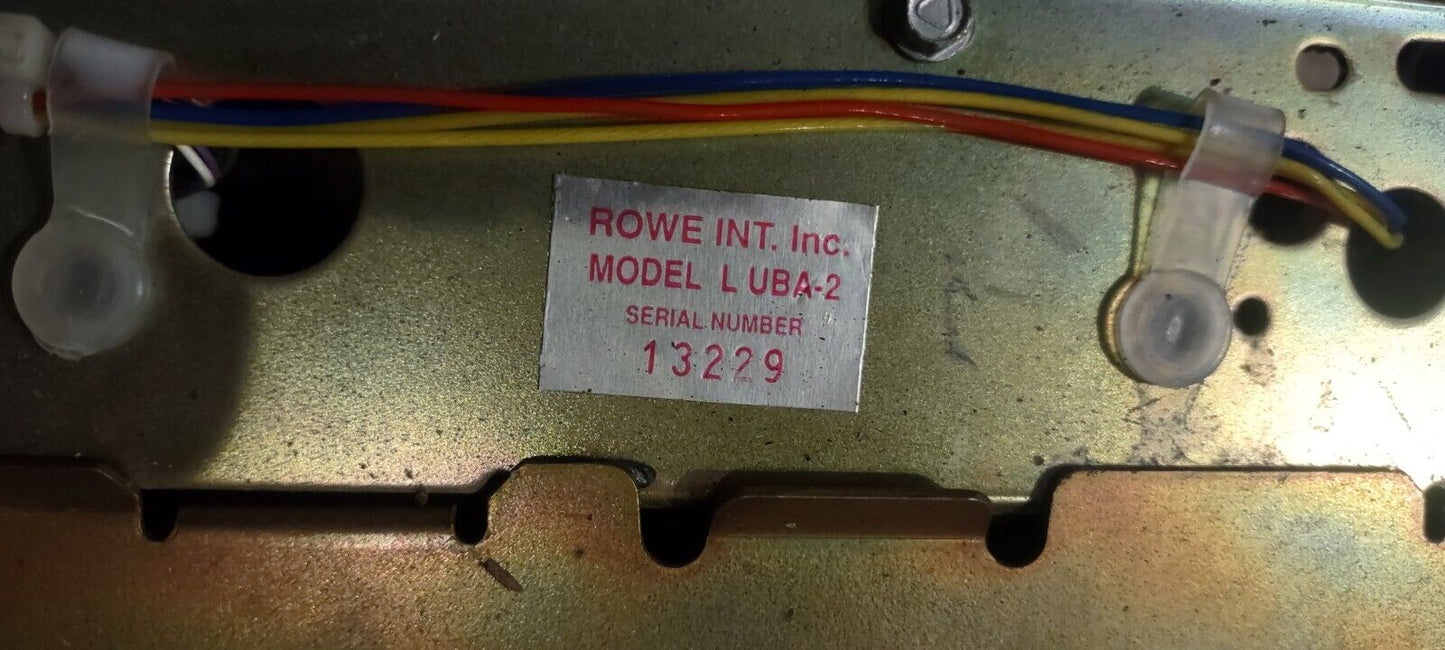 ROWE INT. Inc.
MODEL L UBA-2
SERIAL NUMBER
13229